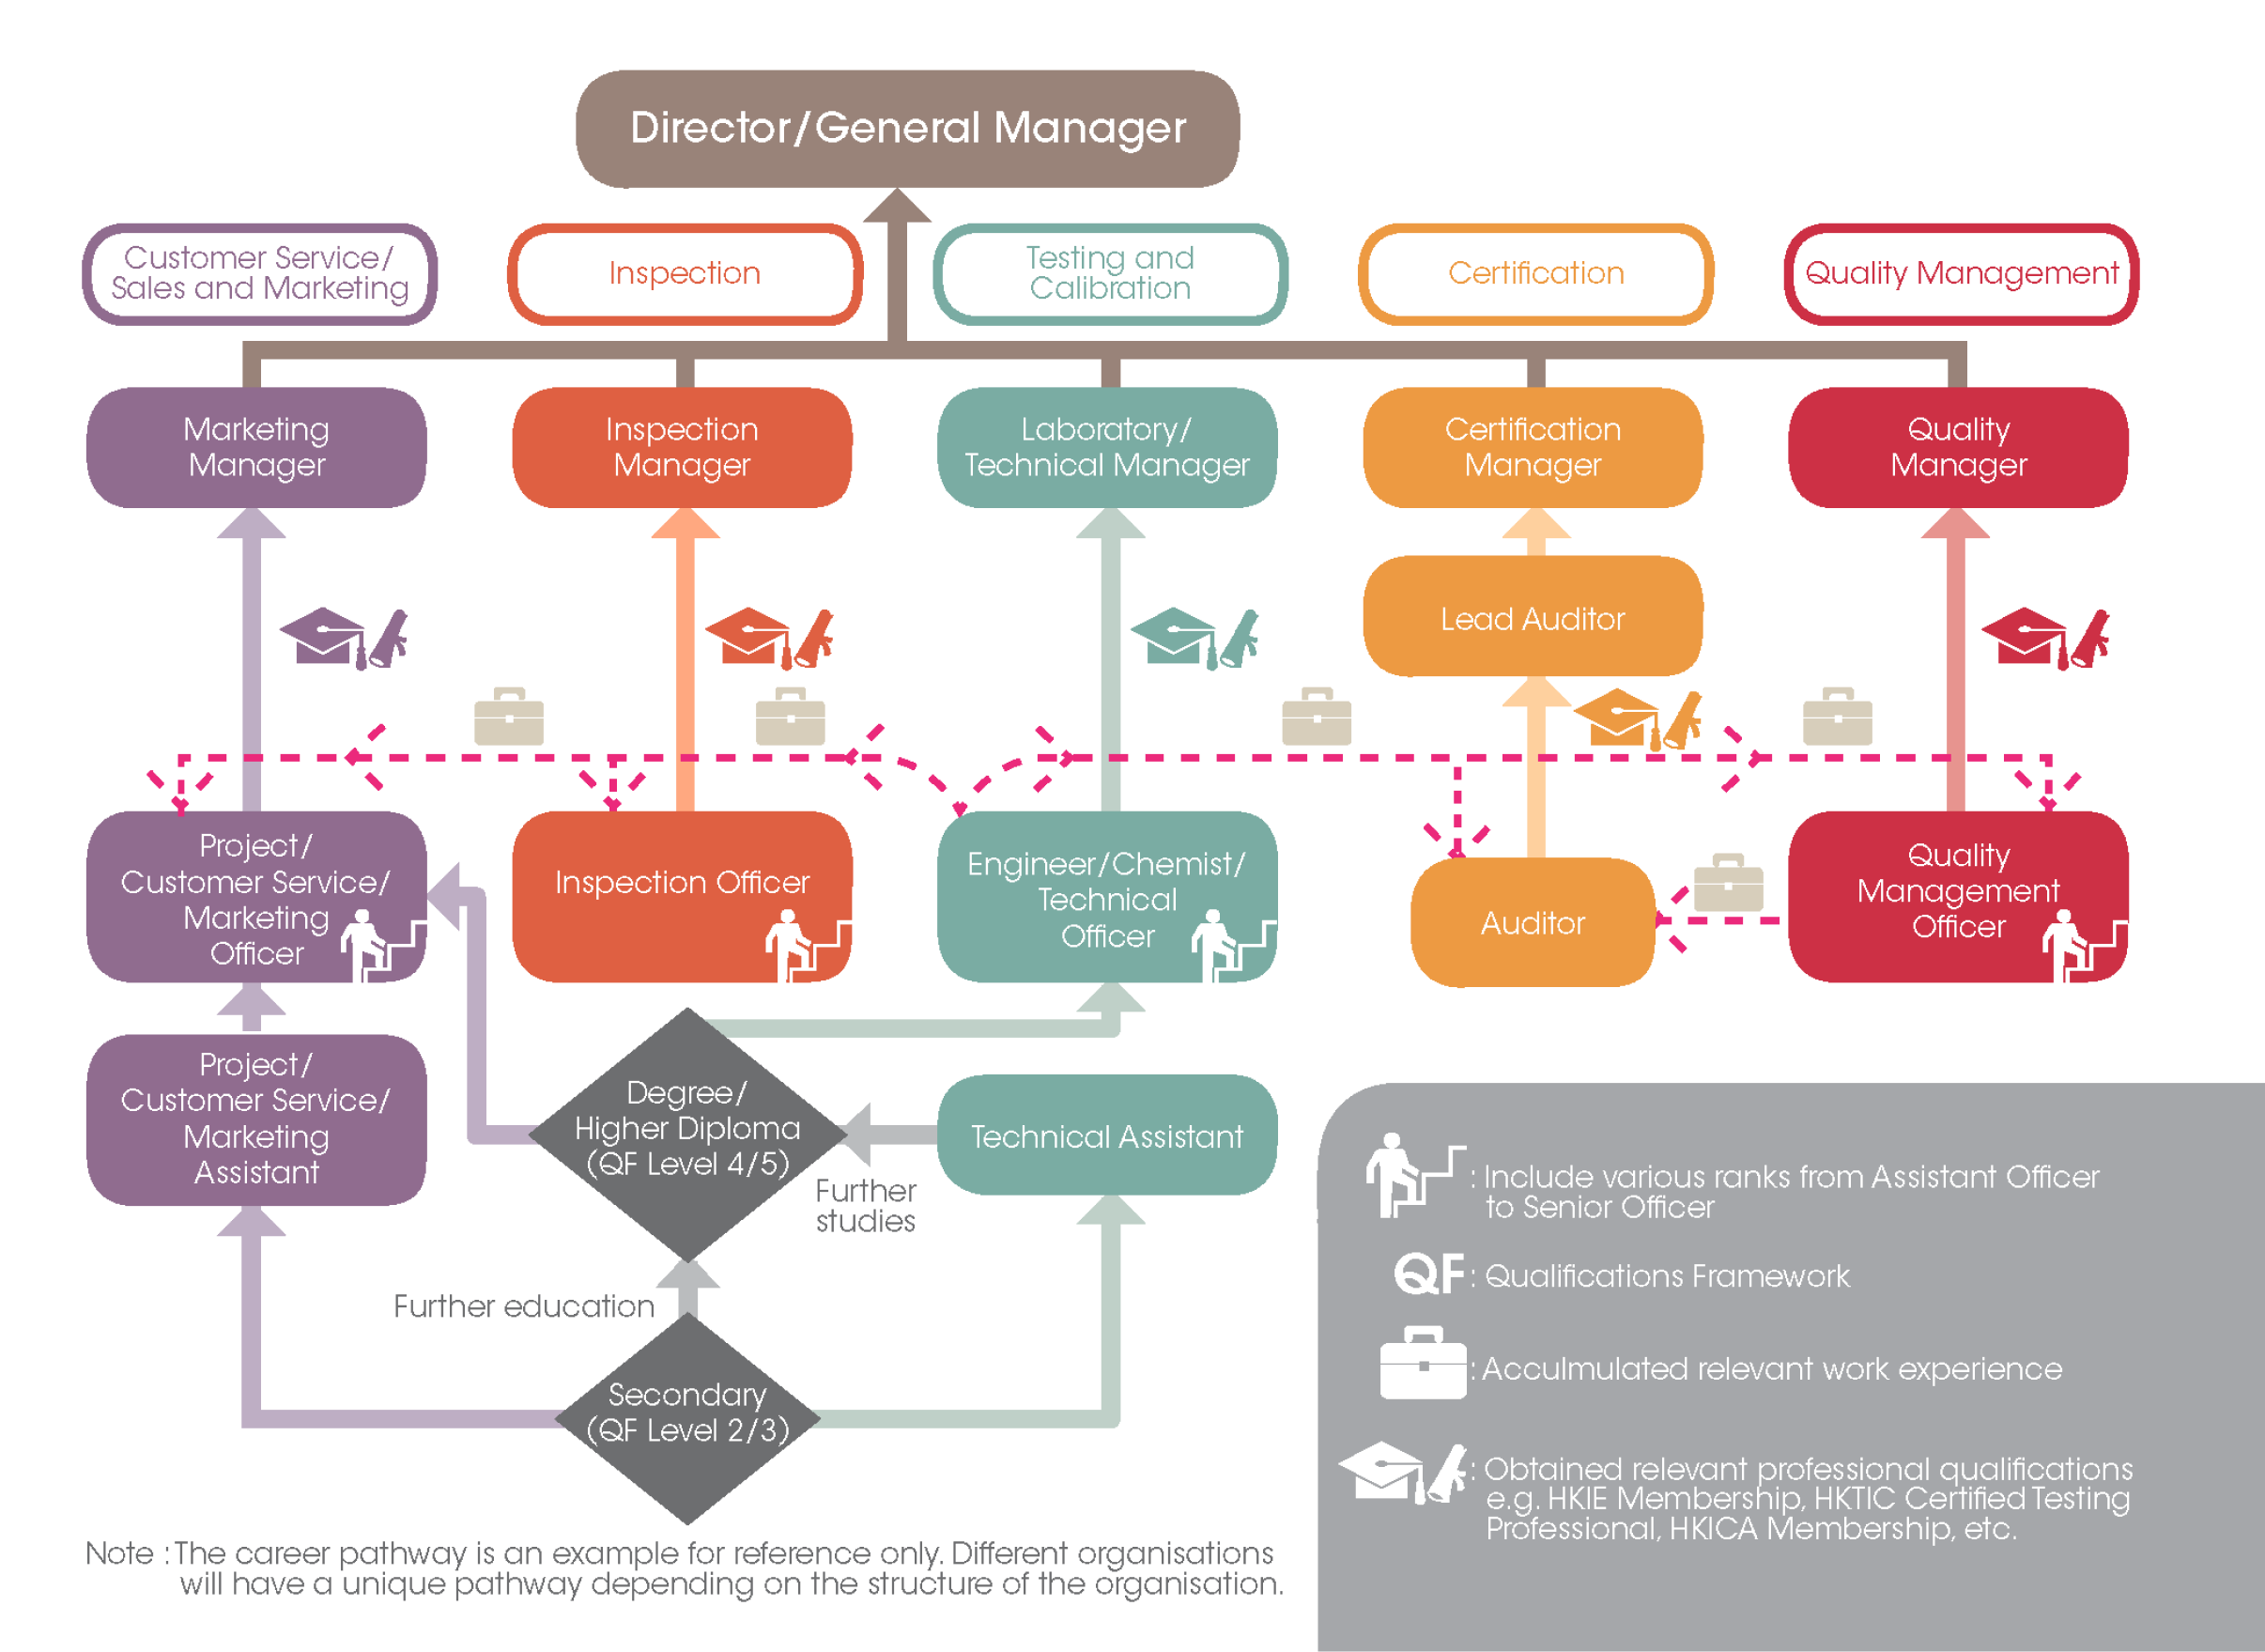 Director/General Manager
Customer Service/
Sales and Marketing
Inspection
Testing and
Calibration
Certification
Quality Management
Marketing
Manager
Inspection
Manager
Laboratory/
Technical Manager
Certification
Manager
Quality
Manager
Lead Auditor
Project/
Customer Service/
Marketing
Officer
Inspection Officer
Engineer/Chemist/
Technical
Officer
Auditor
Quality
Management
Officer
Project/
Customer Service/
Marketing
Assistant
Degree/
Higher Diploma
(QF Level 4/5)
Technical Assistant
Further
studies
Further education
Secondary
(QF Level 2/3)
: Include various ranks from Assistant Officer
to Senior Officer
QF : Qualifications Framework
: Acculmulated relevant work experience
: Obtained relevant professional qualifications
e.g. HKIE Membership, HKTIC Certified Testing
Professional, HKICA Membership, etc.
Note : The career pathway is an example for reference only. Different organisations
will have a unique pathway depending on the structure of the organisation.